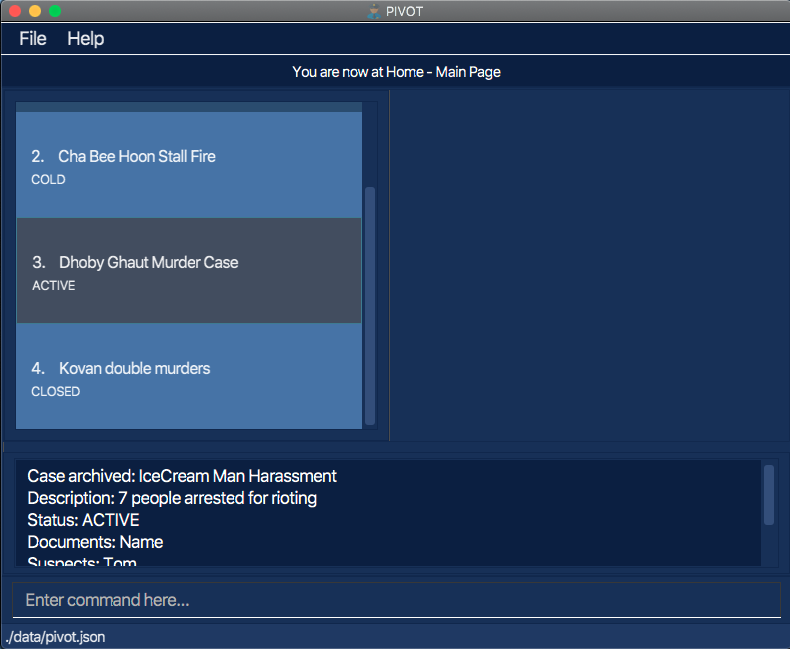 PIVOT
File Help
You are now at Home - Main Page
2. Cha Bee Hoon Stall Fire
COLD
3. Dhoby Ghaut Murder Case
ACTIVE
4. Kovan double murders
CLOSED
Case archived: IceCream Man Harassment
Description: 7 people arrested for rioting
Status: ACTIVE
Documents: Name
Suspects: Tom
Enter command here...
./data/pivot.json